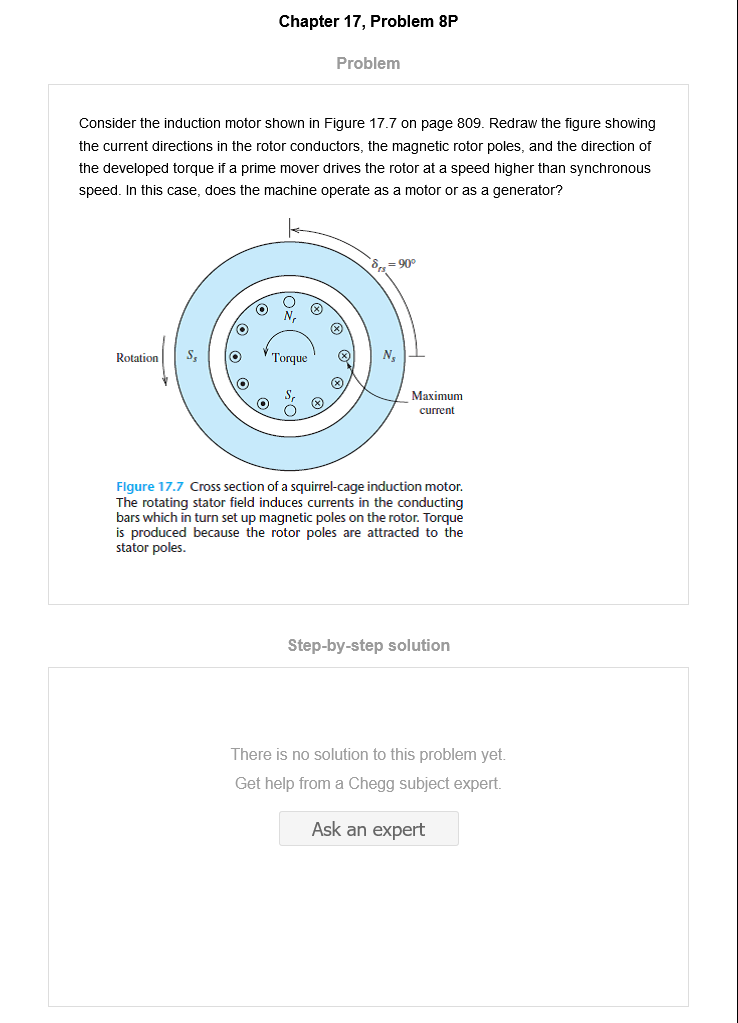 Chapter 17, Problem 8P
Problem
Consider the induction motor shown in Figure 17.7 on page 809. Redraw the figure showing
the current directions in the rotor conductors, the magnetic rotor poles, and the direction of
the developed torque if a prime mover drives the rotor at a speed higher than synchronous
speed. In this case, does the machine operate as a motor or as a generator?
δrs = 90°
Nr
Rotation
Ss
Torque
Ns
Sr
Maximum
current
Figure 17.7 Cross section of a squirrel-cage induction motor.
The rotating stator field induces currents in the conducting
bars which in turn set up magnetic poles on the rotor. Torque
is produced because the rotor poles are attracted to the
stator poles.
Step-by-step solution
There is no solution to this problem yet.
Get help from a Chegg subject expert.
Ask an expert